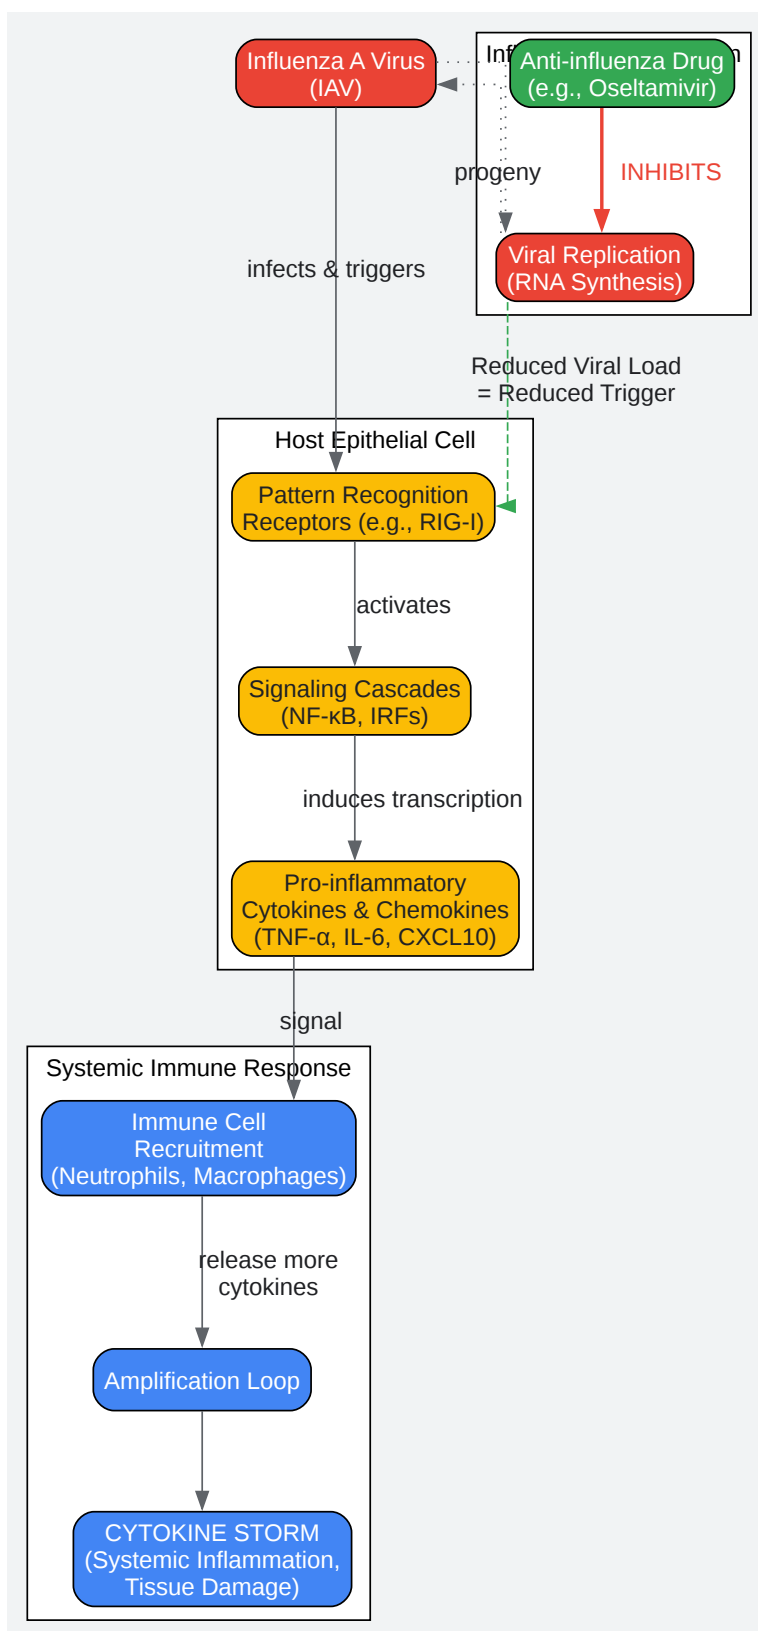 Influenza A Virus
(IAV)
Anti-influenza Drug
(e.g., Oseltamivir)
progeny
INHIBITS
Viral Replication
(RNA Synthesis)
infects & triggers
Reduced Viral Load
= Reduced Trigger
Host Epithelial Cell
Pattern Recognition
Receptors (e.g., RIG-I)
activates
Signaling Cascades
(NF-κB, IRFs)
induces transcription
Pro-inflammatory
Cytokines & Chemokines
(TNF-α, IL-6, CXCL10)
signal
Systemic Immune Response
Immune Cell
Recruitment
(Neutrophils, Macrophages)
release more
cytokines
Amplification Loop
CYTOKINE STORM
(Systemic Inflammation,
Tissue Damage)